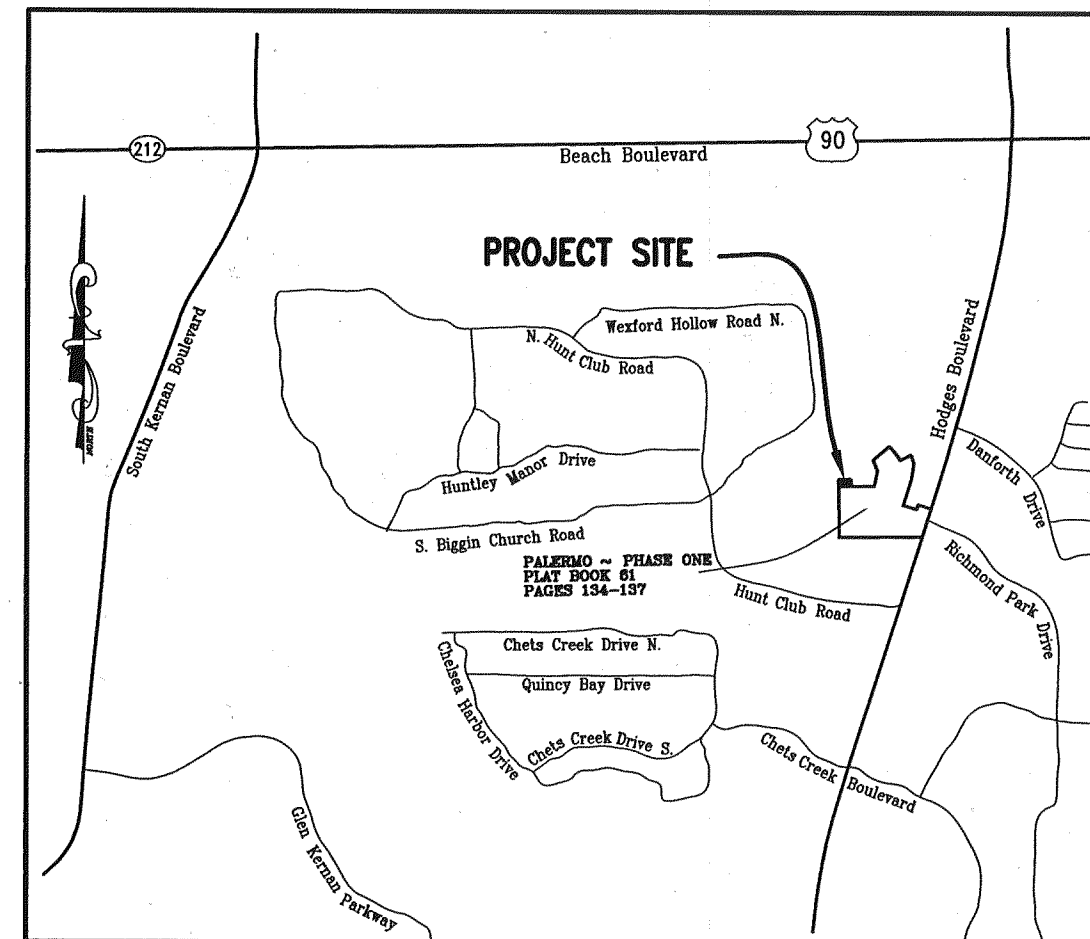 212
90
Beach Boulevard
PROJECT SITE
South Kernan Boulevard
Wexford Hollow Road N.
N. Hunt Club Road
Hodges Boulevard
Huntley Manor Drive
Danforth Drive
S. Biggin Church Road
PALERMO ~ PHASE ONE
PLAT BOOK 61
PAGES 134-137
Richmond Park Drive
Hunt Club Road
Chets Creek Drive N.
Chelsea Harbor Drive
Quincy Bay Drive
Chets Creek Drive S.
Chets Creek Boulevard
Glen Kernan Parkway